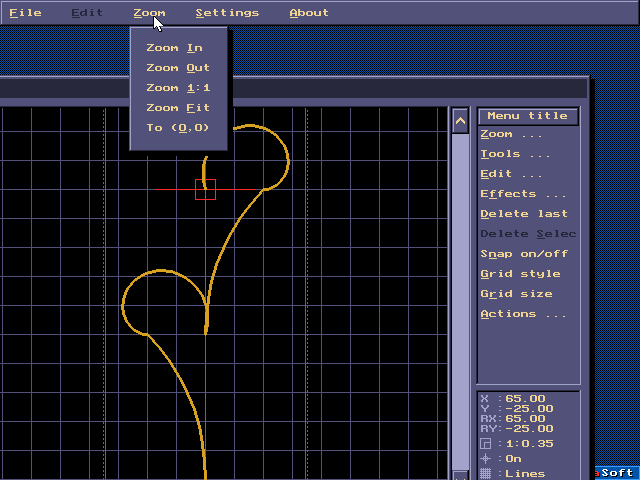 File Edit Zoom Settings About
Zoom In
Zoom Out
Zoom 1:1
Zoom Fit
To (0,0)
Menu title
Zoom ...
Tools ...
Edit ...
Effects ...
Delete last
Delete Selec
Snap on/off
Grid style
Grid size
Actions ...
X :65.00
Y :-25.00
RX:65.00
RY:-25.00
:1:0.35
:On
:Lines
aSoft